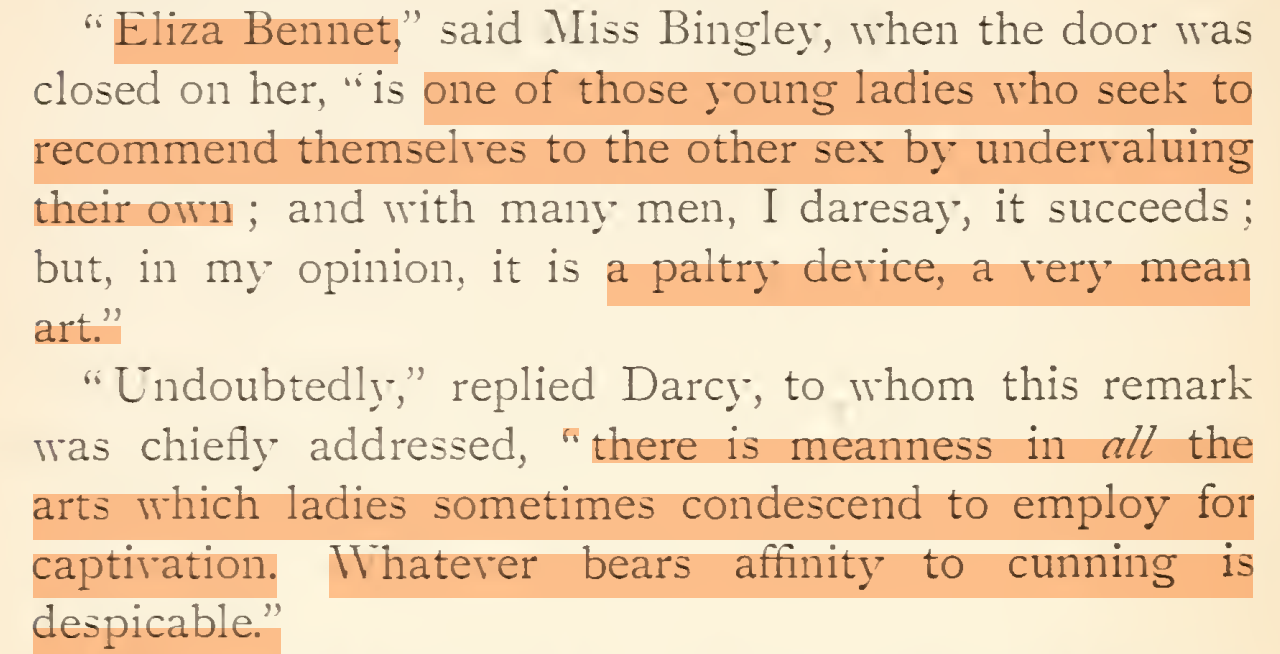 “ Eliza Bennet,” said Miss Bingley, when the door was
closed on her, “ is one of those young ladies who seek to
recommend themselves to the other sex by undervaluing
their own ; and with many men, I daresay, it succeeds ;
but, in my opinion, it is a paltry device, a very mean
art.”
“ Undoubtedly,” replied Darcy, to whom this remark
was chiefly addressed, “ there is meanness in all the
arts which ladies sometimes condescend to employ for
captivation. Whatever bears affinity to cunning is
despicable.”